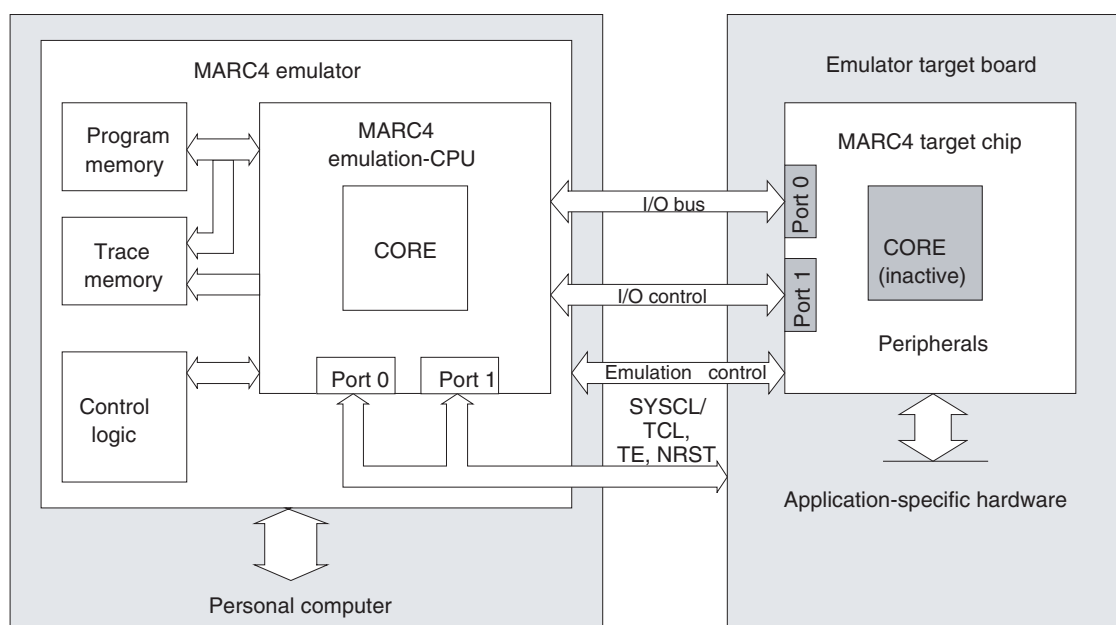 MARC4 emulator
Program
memory
Trace
memory
Control
logic
MARC4
emulation-CPU
CORE
Port 0
Port 1
I/O bus
I/O control
Emulation control
SYSCL/
TCL,
TE, NRST
Personal computer
Emulator target board
MARC4 target chip
Port 0
Port 1
CORE
(inactive)
Peripherals
Application-specific hardware